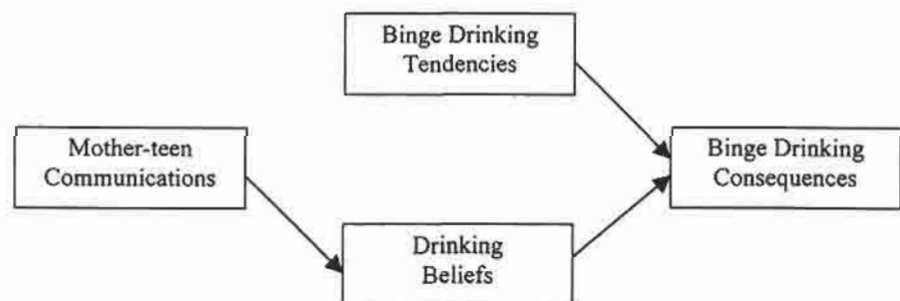 Binge Drinking
Tendencies
Mother-teen
Communications
Binge Drinking
Consequences
Drinking
Beliefs